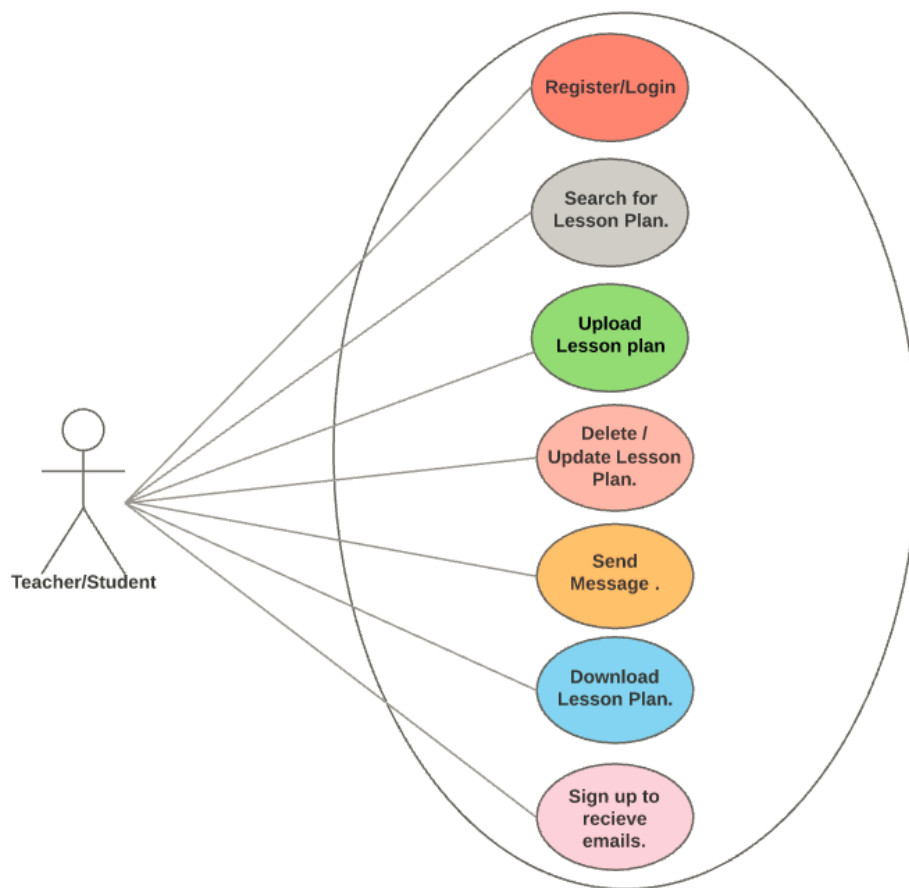 Register/Login
Search for
Lesson Plan.
Upload
Lesson plan
Delete /
Update Lesson
Plan.
Send
Message .
Teacher/Student
Download
Lesson Plan.
Sign up to
recieve
emails.